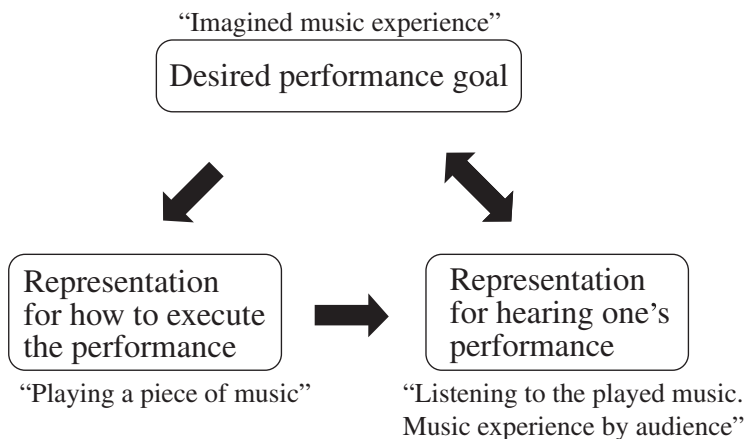 “Imagined music experience”
Desired performance goal
Representation
for how to execute
the performance
“Playing a piece of music”
Representation
for hearing one’s
performance
“Listening to the played music.
Music experience by audience”